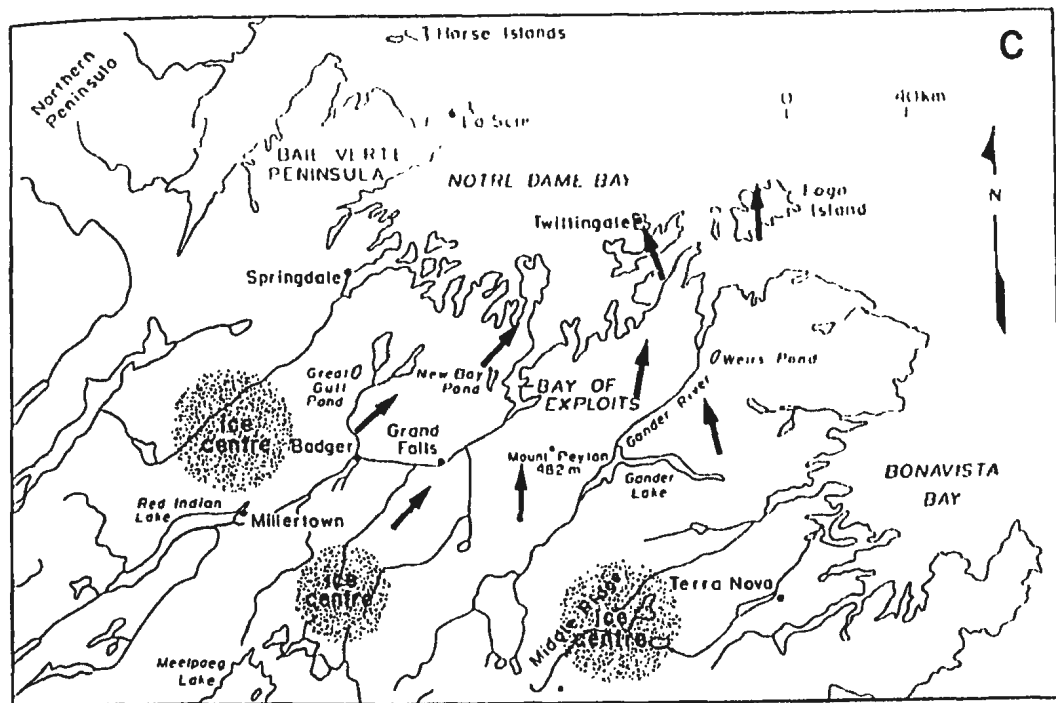 C
Horse Islands
Northern
Peninsula
0
40km
La Scie
BAIE VERTE
PENINSULA
NOTRE DAME BAY
N
Fogo
Island
Twillingate
Springdale
Great
Gull
Pond
New Bay
Pond
Weirs Pond
BAY OF
EXPLOITS
Gander River
Ice
Centre
Badger
Grand
Falls
Mount Peyton
482 m
Gander
Lake
BONAVISTA
BAY
Red Indian
Lake
Millertown
Ice
Centre
Midge Ridge
Ice
Centre
Terra Nova
Meelpaeg
Lake